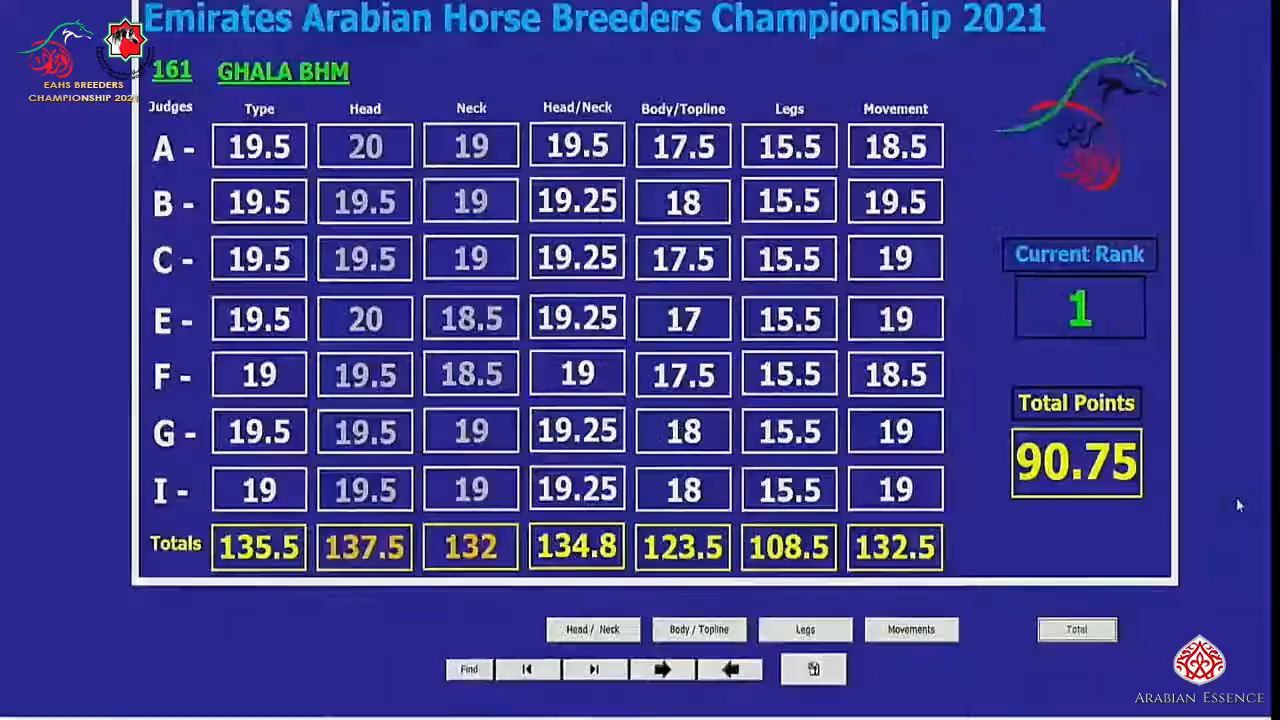 Emirates Arabian Horse Breeders Championship 2021
EAHS BREEDERS
CHAMPIONSHIP 2021
161 GHALA BHM
Judges Type Head Neck Head/Neck Body/Topline Legs Movement
A - 19.5 20 19 19.5 17.5 15.5 18.5
B - 19.5 19.5 19 19.25 18 15.5 19.5
C - 19.5 19.5 19 19.25 17.5 15.5 19
E - 19.5 20 18.5 19.25 17 15.5 19
F - 19 19.5 18.5 19 17.5 15.5 18.5
G - 19.5 19.5 19 19.25 18 15.5 19
I - 19 19.5 19 19.25 18 15.5 19
Totals 135.5 137.5 132 134.8 123.5 108.5 132.5
Current Rank
1
Total Points
90.75
Head / Neck Body / Topline Legs Movements Total
Find
ARABIAN ESSENCE